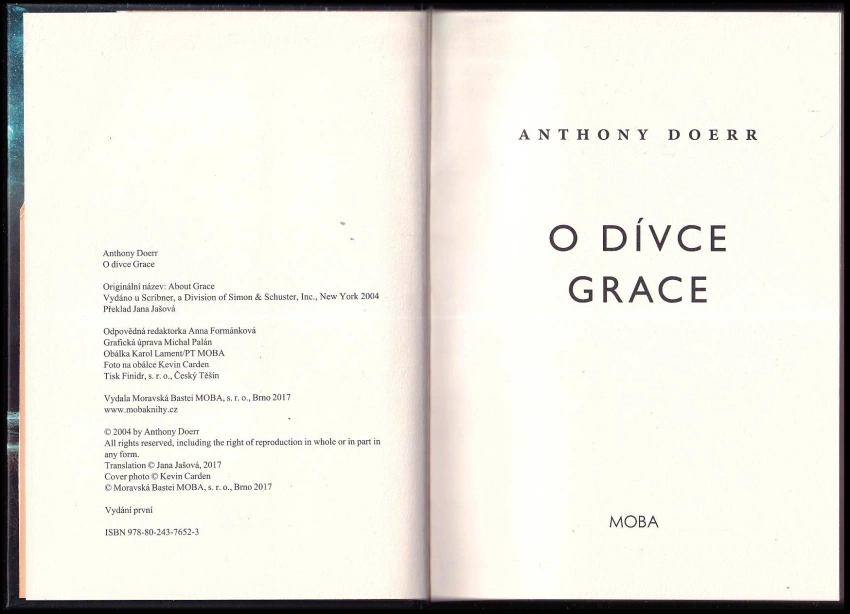 Anthony Doerr
O dívce Grace
Originální název: About Grace
Vydáno u Scribner, a Division of Simon & Schuster, Inc., New York 2004
Překlad Jana Jašová
Odpovědná redaktorka Anna Formánková
Grafická úprava Michal Palán
Obálka Karol Lament/PT MOBA
Foto na obálce Kevin Carden
Tisk Finidr, s. r. o., Český Těšín
Vydala Moravská Bastei MOBA, s. r. o., Brno 2017
www.mobaknihy.cz
© 2004 by Anthony Doerr
All rights reserved, including the right of reproduction in whole or in part in
any form.
Translation © Jana Jašová, 2017
Cover photo © Kevin Carden
© Moravská Bastei MOBA, s. r. o., Brno 2017
Vydání první
ISBN 978-80-243-7652-3
ANTHONY DOERR
O DÍVCE
GRACE
MOBA